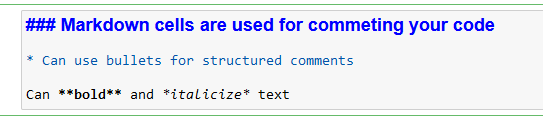 ### Markdown cells are used for commeting your code
* Can use bullets for structured comments
Can **bold** and *italicize* text